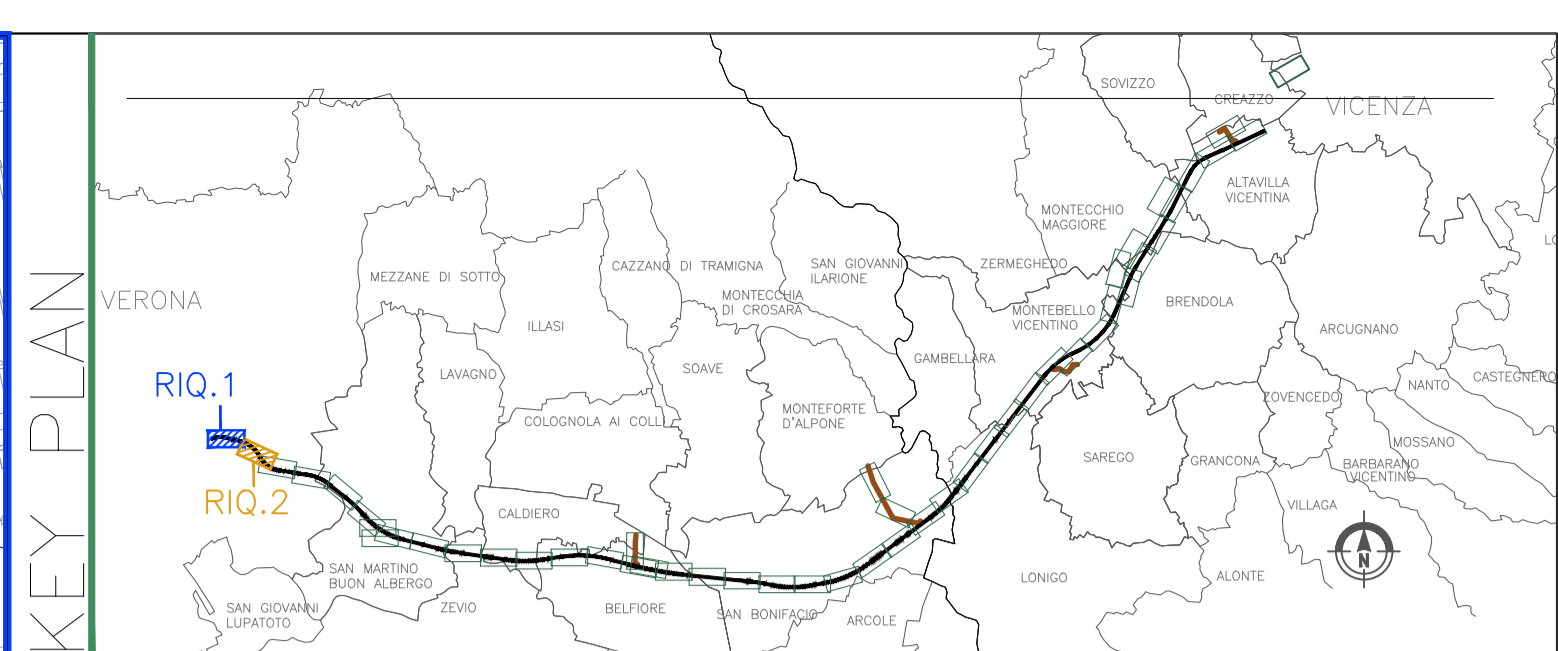 KEY PLAN
SOVIZZO
CREAZZO
VICENZA
ALTAVILLA
VICENTINA
MONTECCHIO
MAGGIORE
MEZZANE DI SOTTO
CAZZANO DI TRAMIGNA
SAN GIOVANNI
ILARIONE
ZERMEGHEDO
VERONA
MONTECCHIA
DI CROSARA
BRENDOLA
MONTEBELLO
VICENTINO
ILLASI
ARCUGNANO
GAMBELLARA
LAVAGNO
SOAVE
NANTO
CASTEGNERO
RIQ.1
ZOVENCEDO
COLOGNOLA AI COLLI
MONTEFORTE
D'ALPONE
MOSSANO
SAREGO
GRANCONA
BARBARANO
VICENTINO
RIQ.2
CALDIERO
VILLAGA
N
SAN MARTINO
BUON ALBERGO
LONIGO
ALONTE
SAN GIOVANNI
LUPATOTO
ZEVIO
BELFIORE
SAN BONIFACIO
ARCOLE